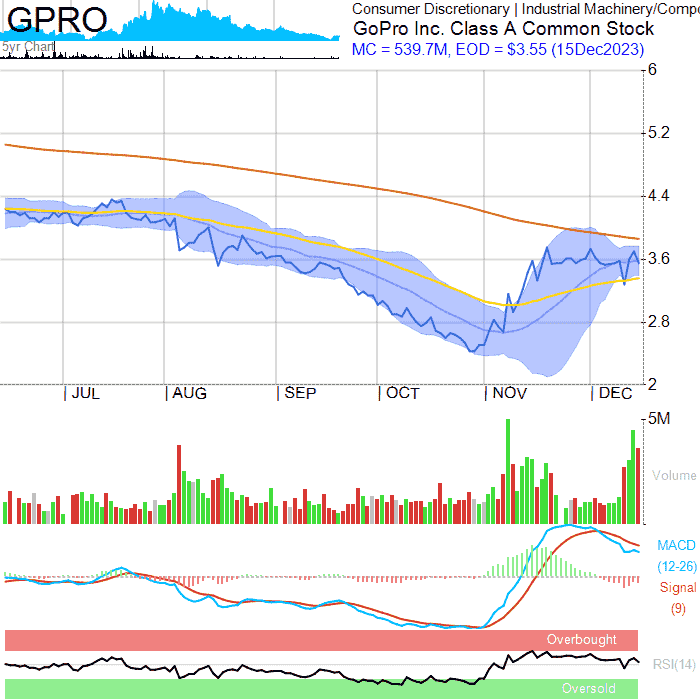 GPRO
5yr Chart
Consumer Discretionary | Industrial Machinery/Compo
GoPro Inc. Class A Common Stock
MC = 539.7M, EOD = $3.55 (15Dec2023)
6
5.2
4.4
3.6
2.8
2
| JUL | AUG | SEP | OCT | NOV | DEC
5M
Volume
MACD
(12-26)
Signal
(9)
Overbought
RSI(14)
Oversold